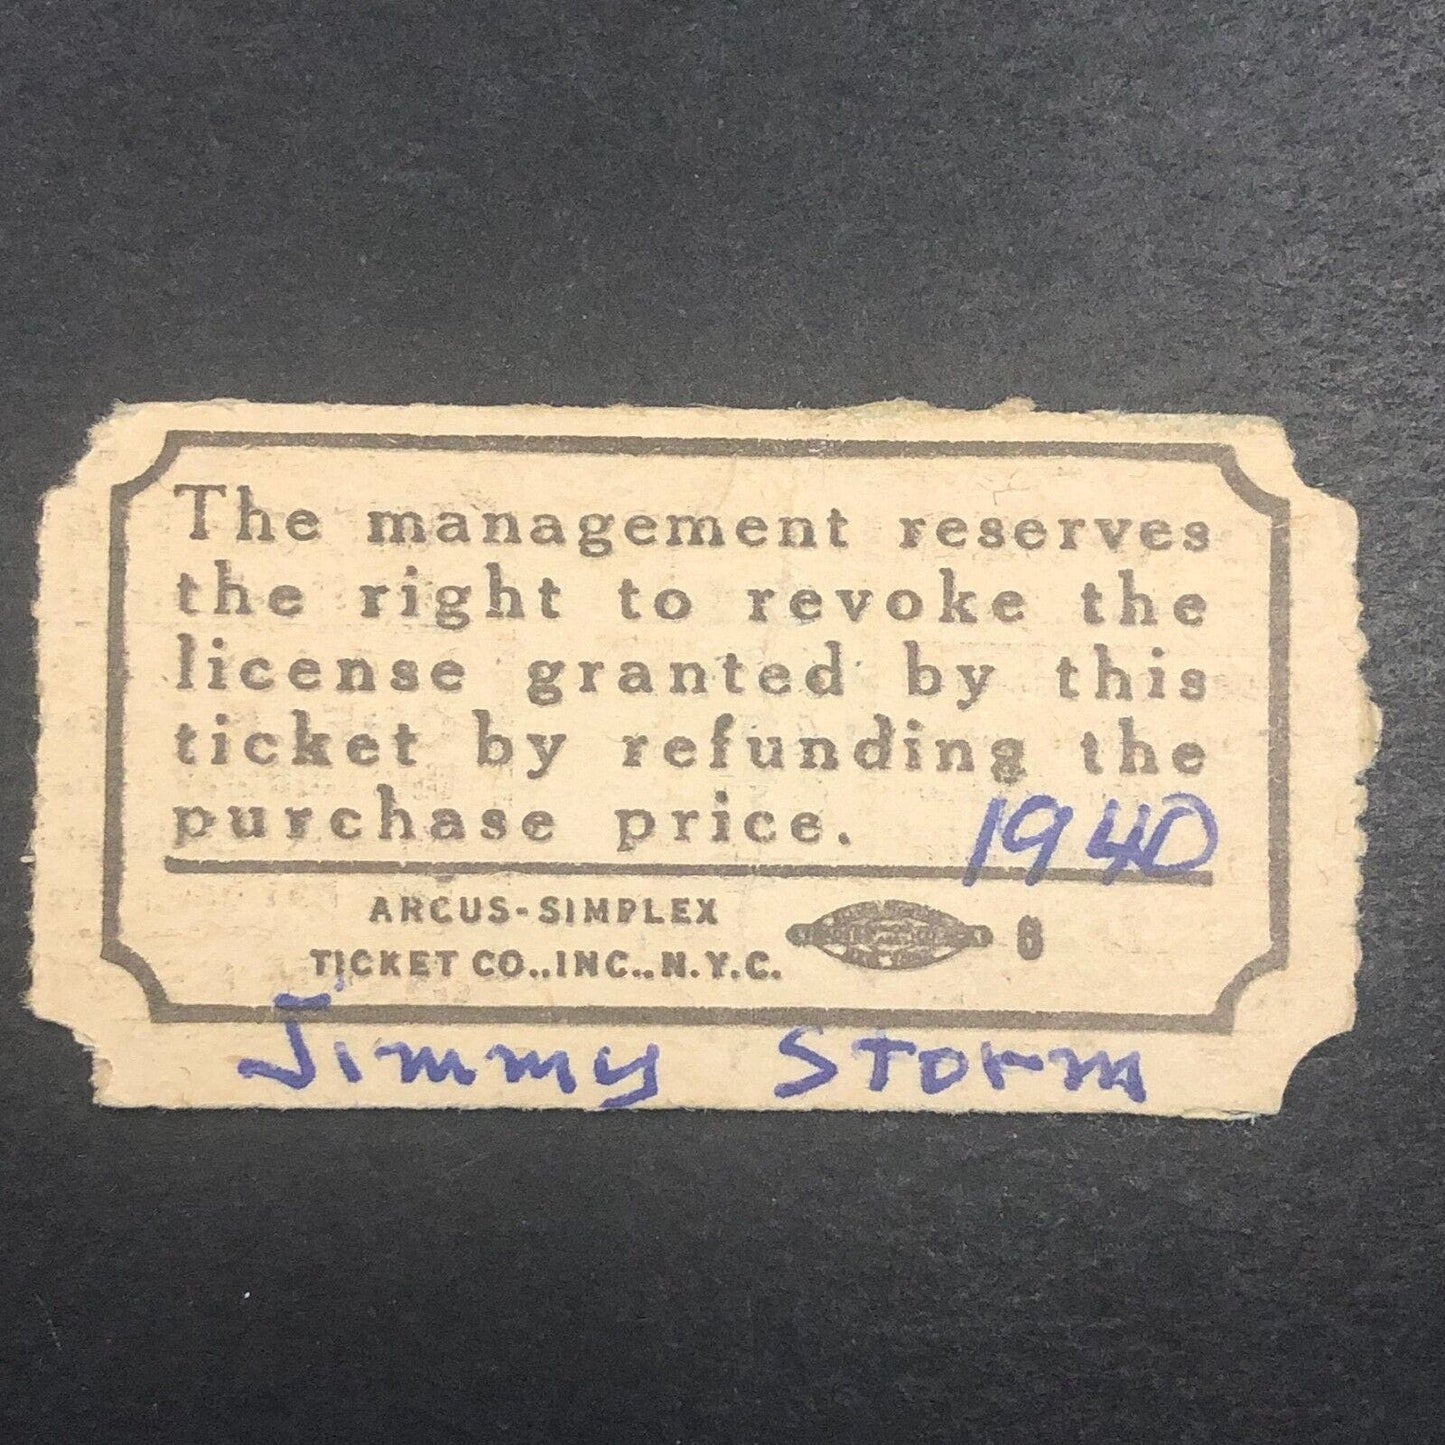 The management reserves
the right to revoke the
license granted by this
ticket by refunding the
purchase price. 1940
ARCUS-SIMPLEX
TICKET CO., INC., N.Y.C. 6
Jimmy Storm